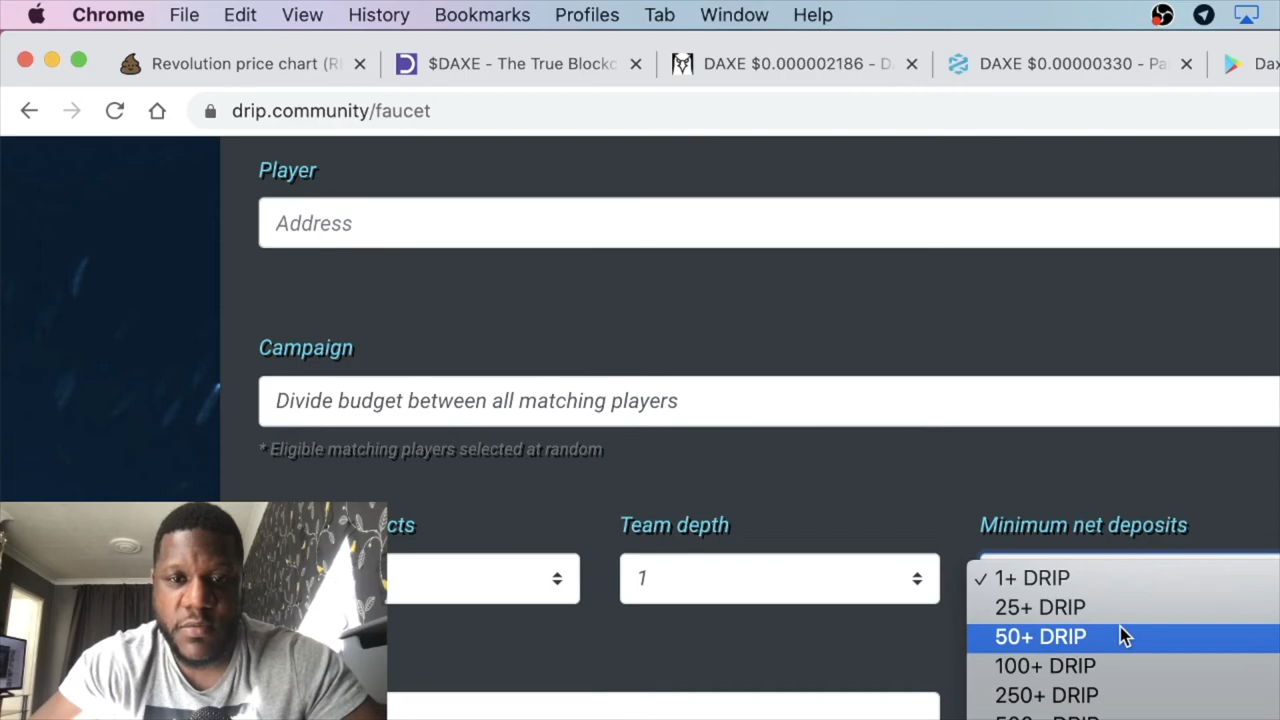 Chrome File Edit View History Bookmarks Profiles Tab Window Help
Revolution price chart (R $DAXE - The True Blockc DAXE $0.000002186 - D DAXE $0.00000330 - Pa Dax
drip.community/faucet
Player
Address
Campaign
Divide budget between all matching players
* Eligible matching players selected at random
cts Team depth Minimum net deposits
1
✓ 1+ DRIP
25+ DRIP
50+ DRIP
100+ DRIP
250+ DRIP